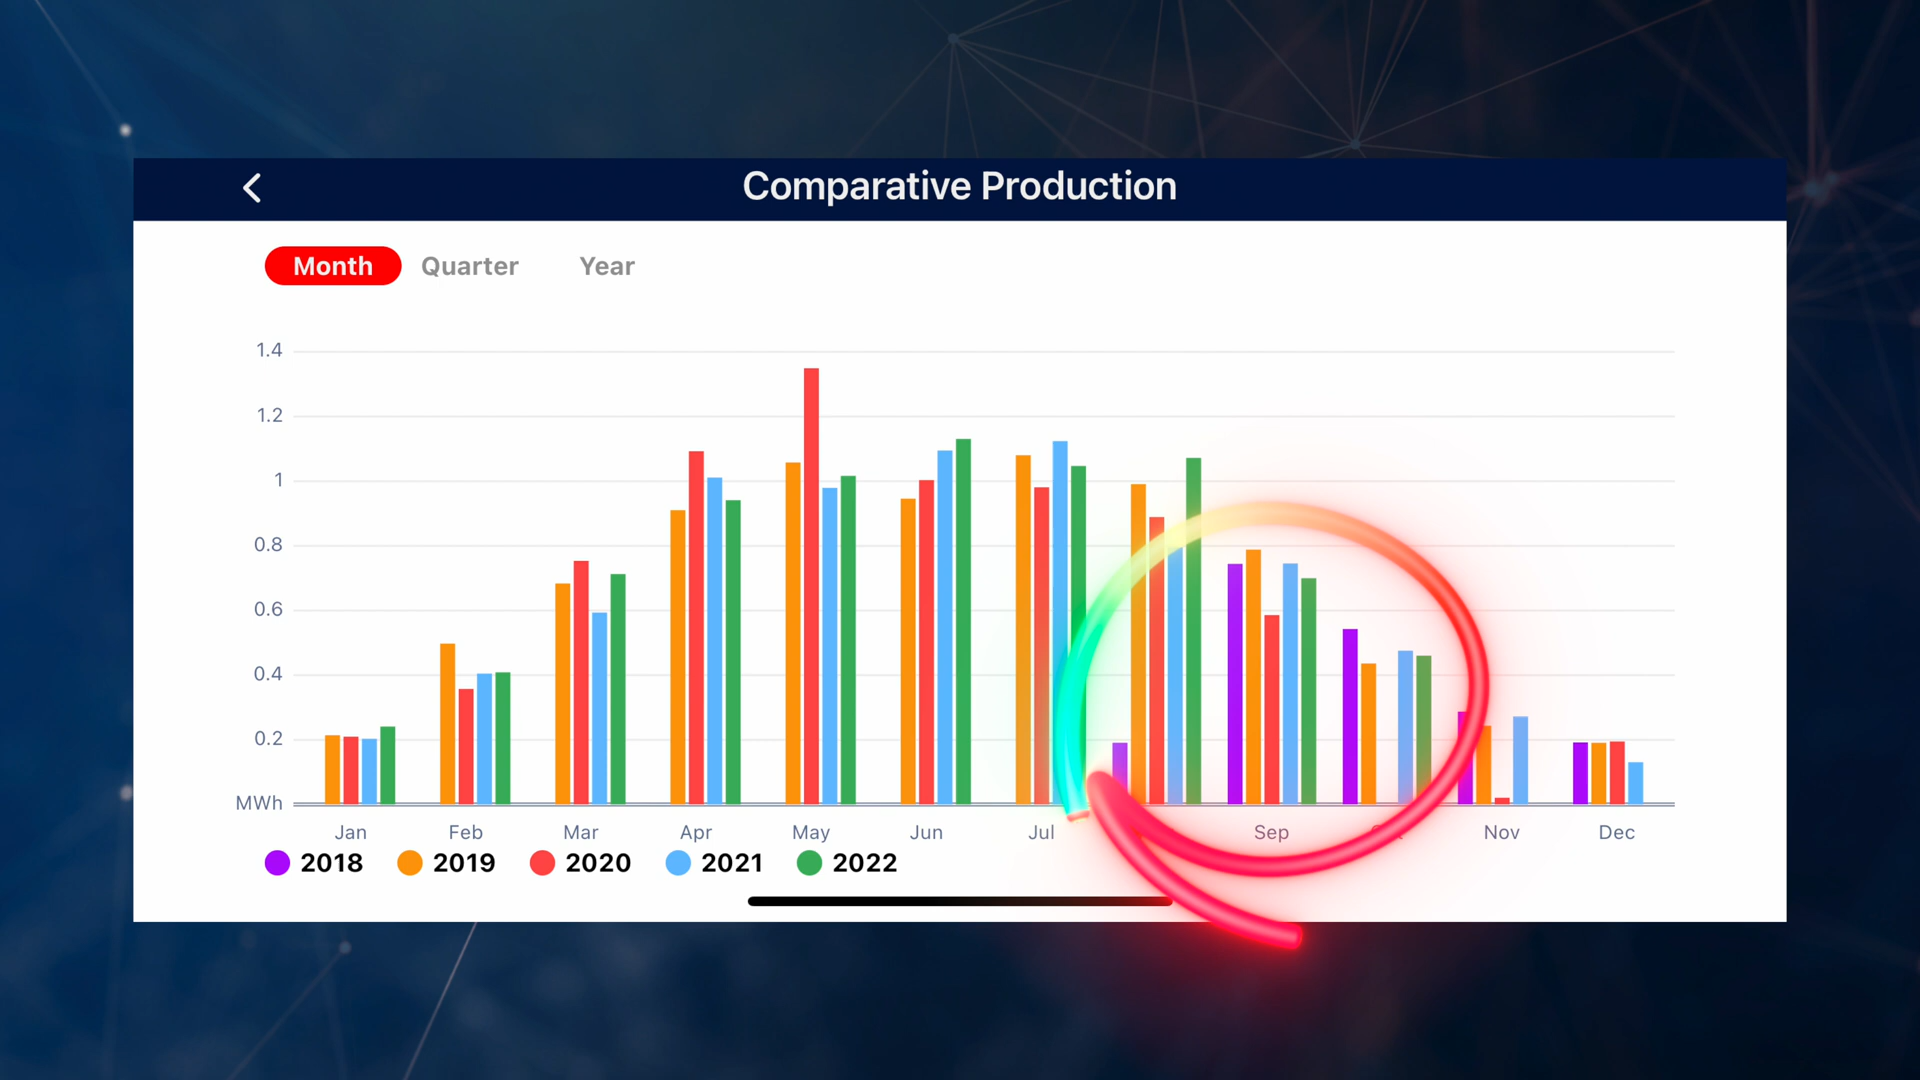 Comparative Production
Month Quarter Year
1.4
1.2
1
0.8
0.6
0.4
0.2
MWh
Jan Feb Mar Apr May Jun Jul Sep Nov Dec
2018 2019 2020 2021 2022